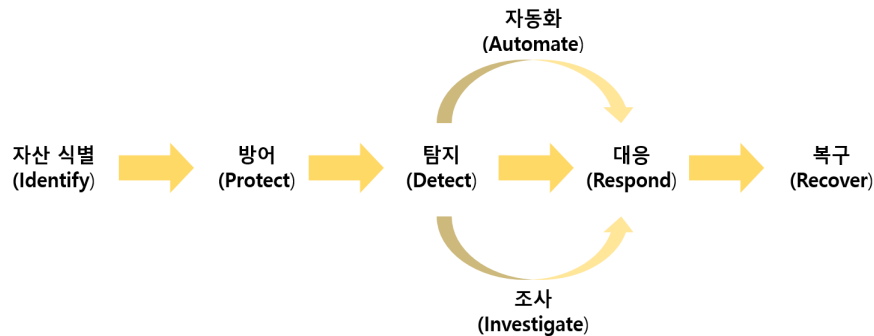 자동화
(Automate)
자산 식별
(Identify)
방어
(Protect)
탐지
(Detect)
대응
(Respond)
복구
(Recover)
조사
(Investigate)